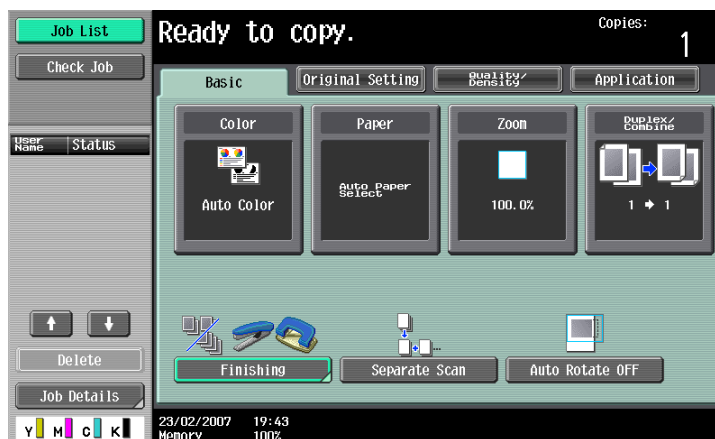 Job List
Check Job
User Name Status
Delete
Job Details
Y M C K
Ready to copy.
Copies:
1
Basic
Original Setting
Quality/
Density
Application
Color
Auto Color
Paper
Auto Paper
Select
Zoom
100.0%
Duplex/
Combine
1 → 1
Finishing
Separate Scan
Auto Rotate OFF
23/02/2007 19:43
Memory 100%